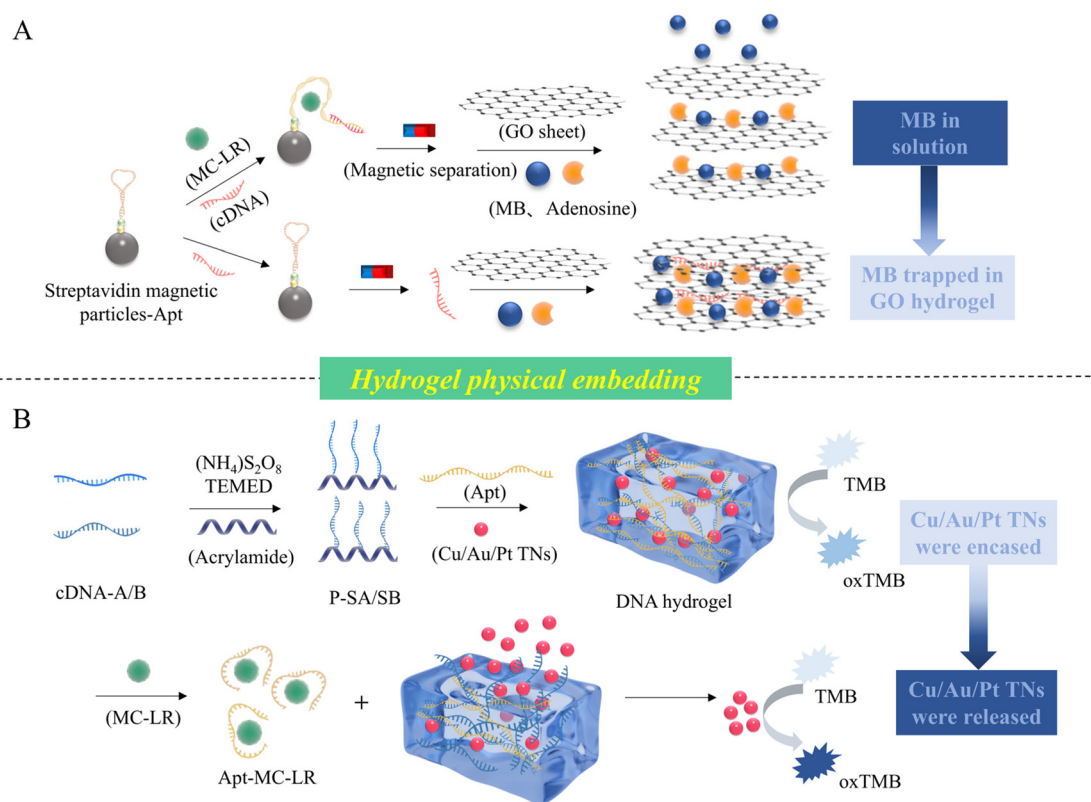 A
(MC-LR)
(cDNA)
Streptavidin magnetic
particles-Apt
(Magnetic separation)
(GO sheet)
(MB、Adenosine)
MB in
solution
MB trapped in
GO hydrogel
Hydrogel physical embedding
B
cDNA-A/B
(NH4)S2O8
TEMED
(Acrylamide)
P-SA/SB
(Apt)
(Cu/Au/Pt TNs)
DNA hydrogel
TMB
oxTMB
Cu/Au/Pt TNs
were encased
(MC-LR)
Apt-MC-LR
+
TMB
oxTMB
Cu/Au/Pt TNs
were released